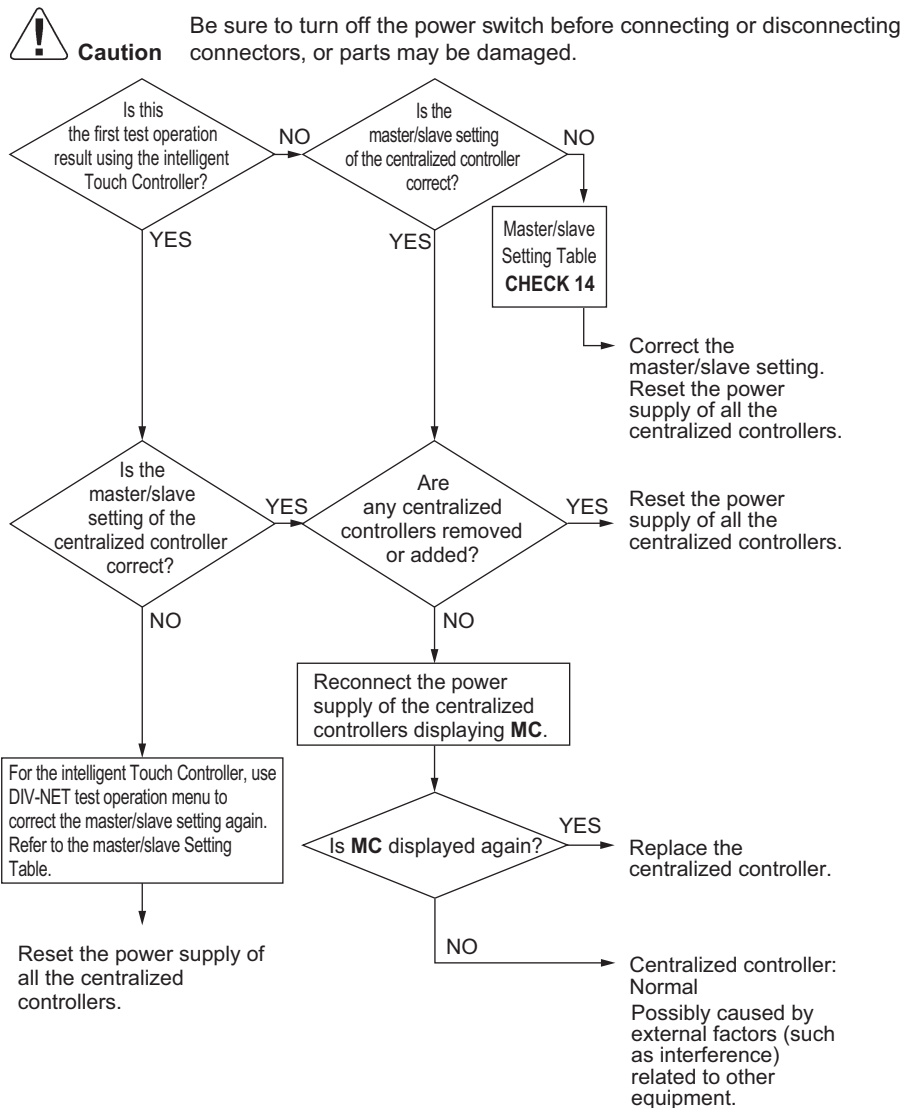 Be sure to turn off the power switch before connecting or disconnecting
Caution connectors, or parts may be damaged.
Is this
the first test operation
result using the intelligent
Touch Controller?
NO
Is the
master/slave setting
of the centralized controller
correct?
NO
YES
YES
Master/slave
Setting Table
CHECK 14
Correct the
master/slave setting.
Reset the power
supply of all the
centralized controllers.
Is the
master/slave
setting of the
centralized controller
correct?
YES
Are
any centralized
controllers removed
or added?
YES
Reset the power
supply of all the
centralized controllers.
NO
NO
Reconnect the power
supply of the centralized
controllers displaying MC.
For the intelligent Touch Controller, use
DIV-NET test operation menu to
correct the master/slave setting again.
Refer to the master/slave Setting
Table.
Is MC displayed again?
YES
Replace the
centralized controller.
Reset the power supply of
all the centralized
controllers.
NO
Centralized controller:
Normal
Possibly caused by
external factors (such
as interference)
related to other
equipment.